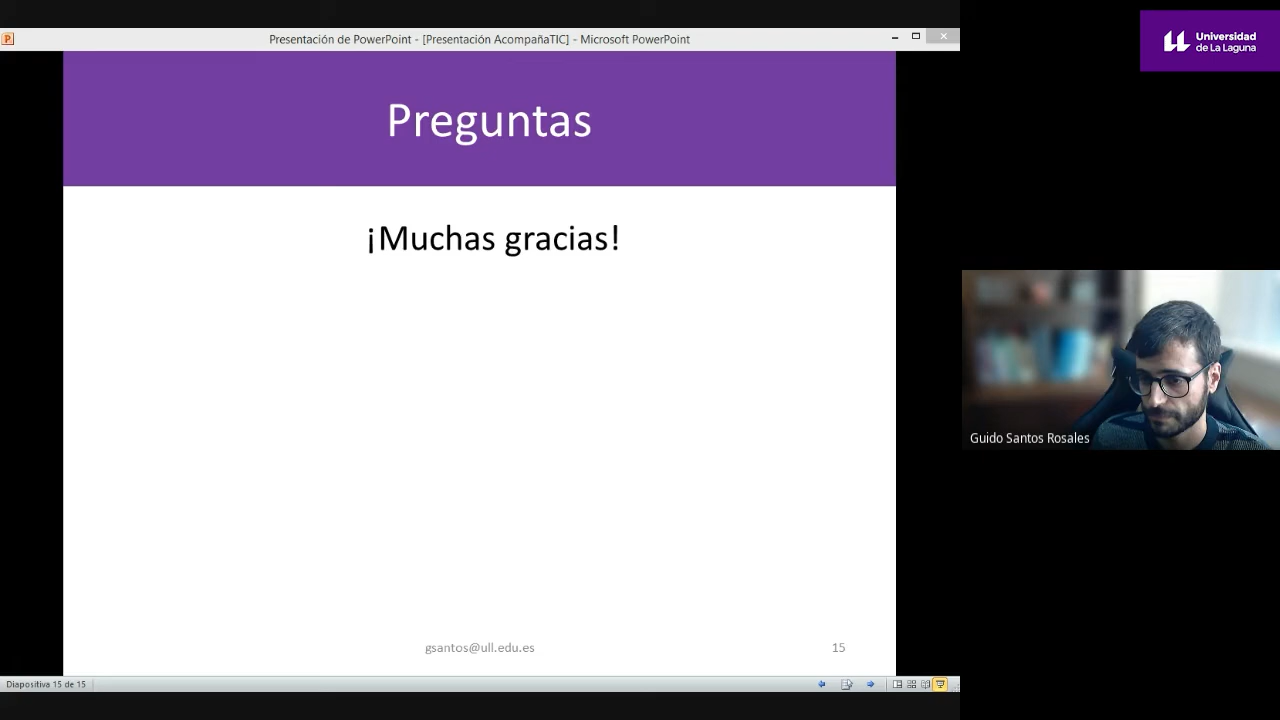 Presentación de PowerPoint - [Presentación AcompañaTIC] - Microsoft PowerPoint
Universidad
de La Laguna
Preguntas
¡Muchas gracias!
Guido Santos Rosales
gsantos@ull.edu.es
15
Diapositiva 15 de 15